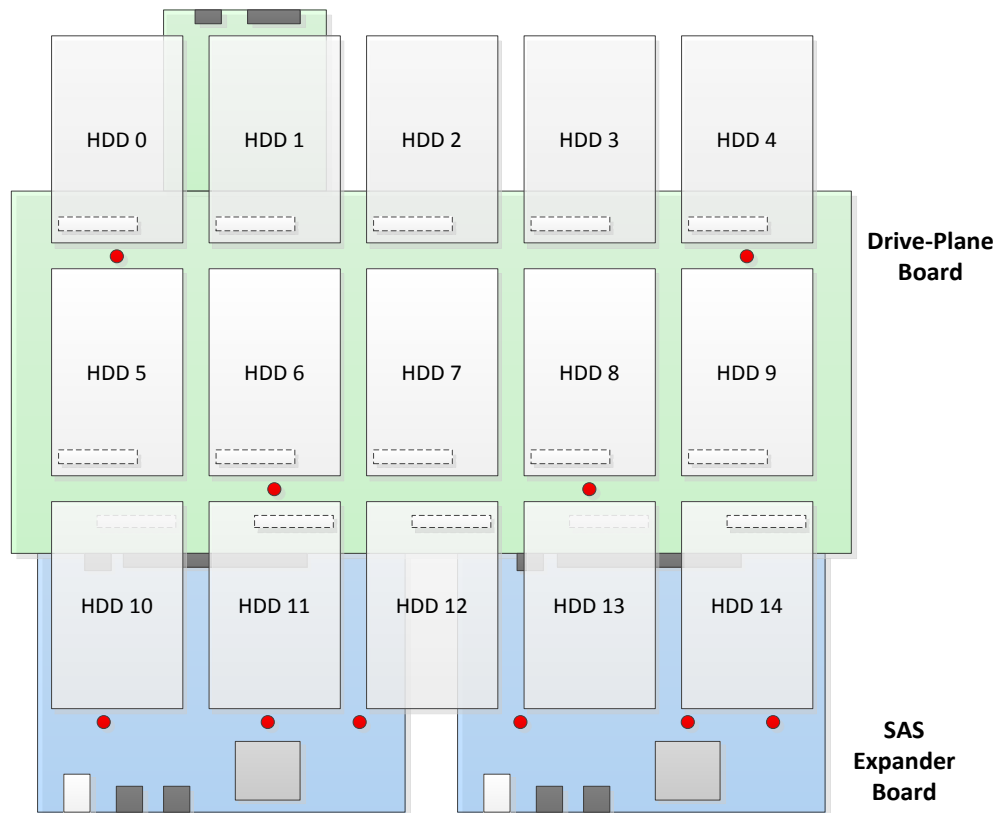 HDD 0
HDD 1
HDD 2
HDD 3
HDD 4
Drive-Plane
Board
HDD 5
HDD 6
HDD 7
HDD 8
HDD 9
HDD 10
HDD 11
HDD 12
HDD 13
HDD 14
SAS
Expander
Board